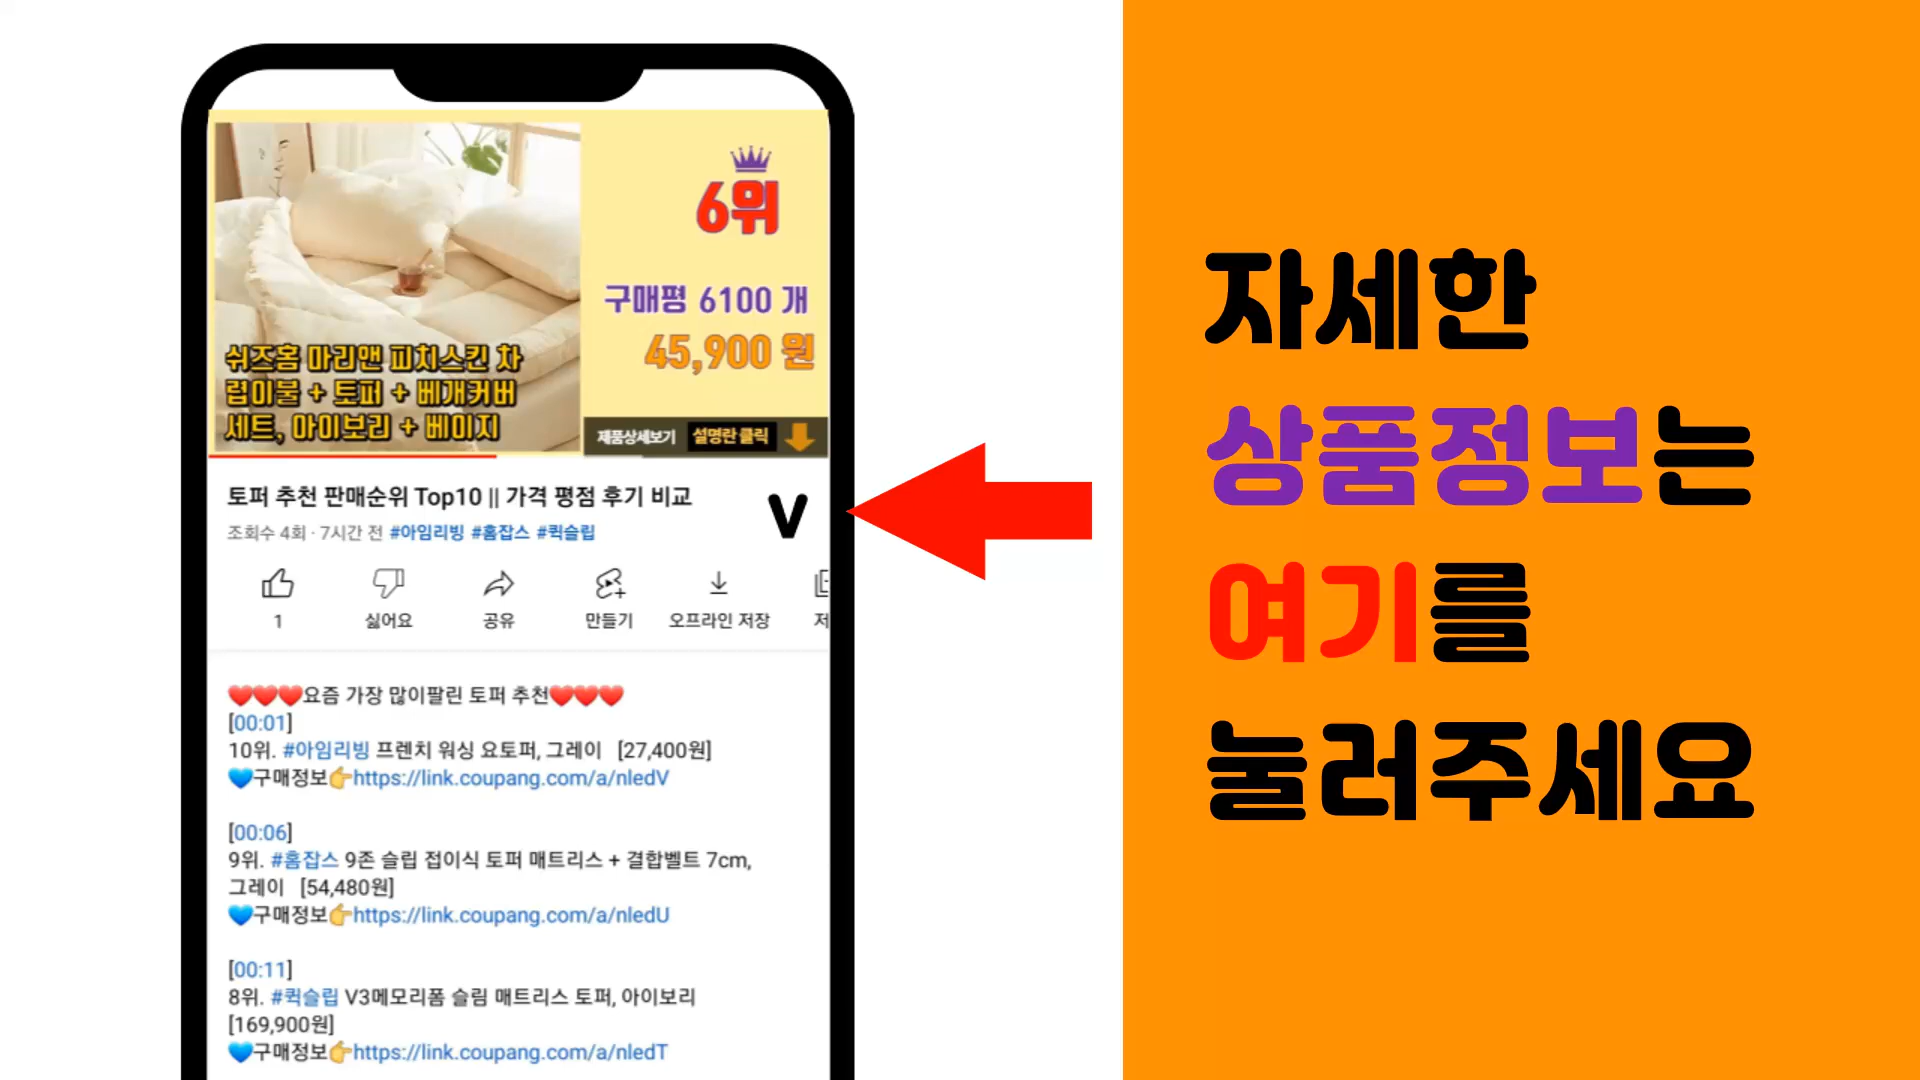 6위
구매평 6100 개
45,900 원
쉬즈홈 마리앤 피치스킨 차
렵이불 + 토퍼 + 베개커버
세트, 아이보리 + 베이지
제품상세보기 설명란 클릭
토퍼 추천 판매순위 Top10 || 가격 평점 후기 비교
V
조회수 4회 · 7시간 전 #아임리빙 #홈잡스 #퀵슬립
1 싫어요 공유 만들기 오프라인 저장 저
❤️❤️❤️요즘 가장 많이팔린 토퍼 추천❤️❤️❤️
[00:01]
10위. #아임리빙 프렌치 워싱 요토퍼, 그레이 [27,400원]
💙구매정보👉https://link.coupang.com/a/nledV
[00:06]
9위. #홈잡스 9존 슬립 접이식 토퍼 매트리스 + 결합벨트 7cm,
그레이 [54,480원]
💙구매정보👉https://link.coupang.com/a/nledU
[00:11]
8위. #퀵슬립 V3메모리폼 슬림 매트리스 토퍼, 아이보리
[169,900원]
💙구매정보👉https://link.coupang.com/a/nledT
자세한
상품정보는
여기를
눌러주세요